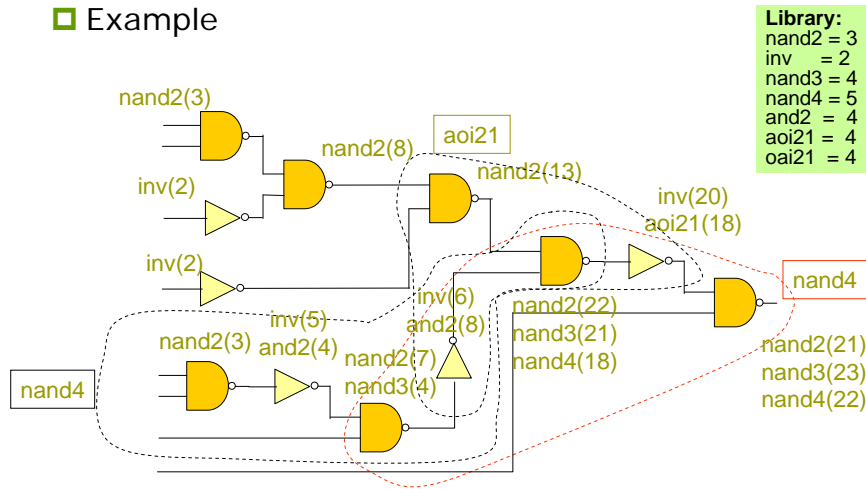 Example
Library:
nand2 = 3
inv = 2
nand3 = 4
nand4 = 5
and2 = 4
aoi21 = 4
oai21 = 4
nand2(3)
aoi21
nand2(8)
nand2(13)
inv(2)
inv(20)
aoi21(18)
inv(2)
nand4
inv(6)
and2(8)
nand2(22)
nand3(21)
nand4(18)
nand2(3)
inv(5)
and2(4)
nand2(7)
nand3(4)
nand2(21)
nand3(23)
nand4(22)
nand4